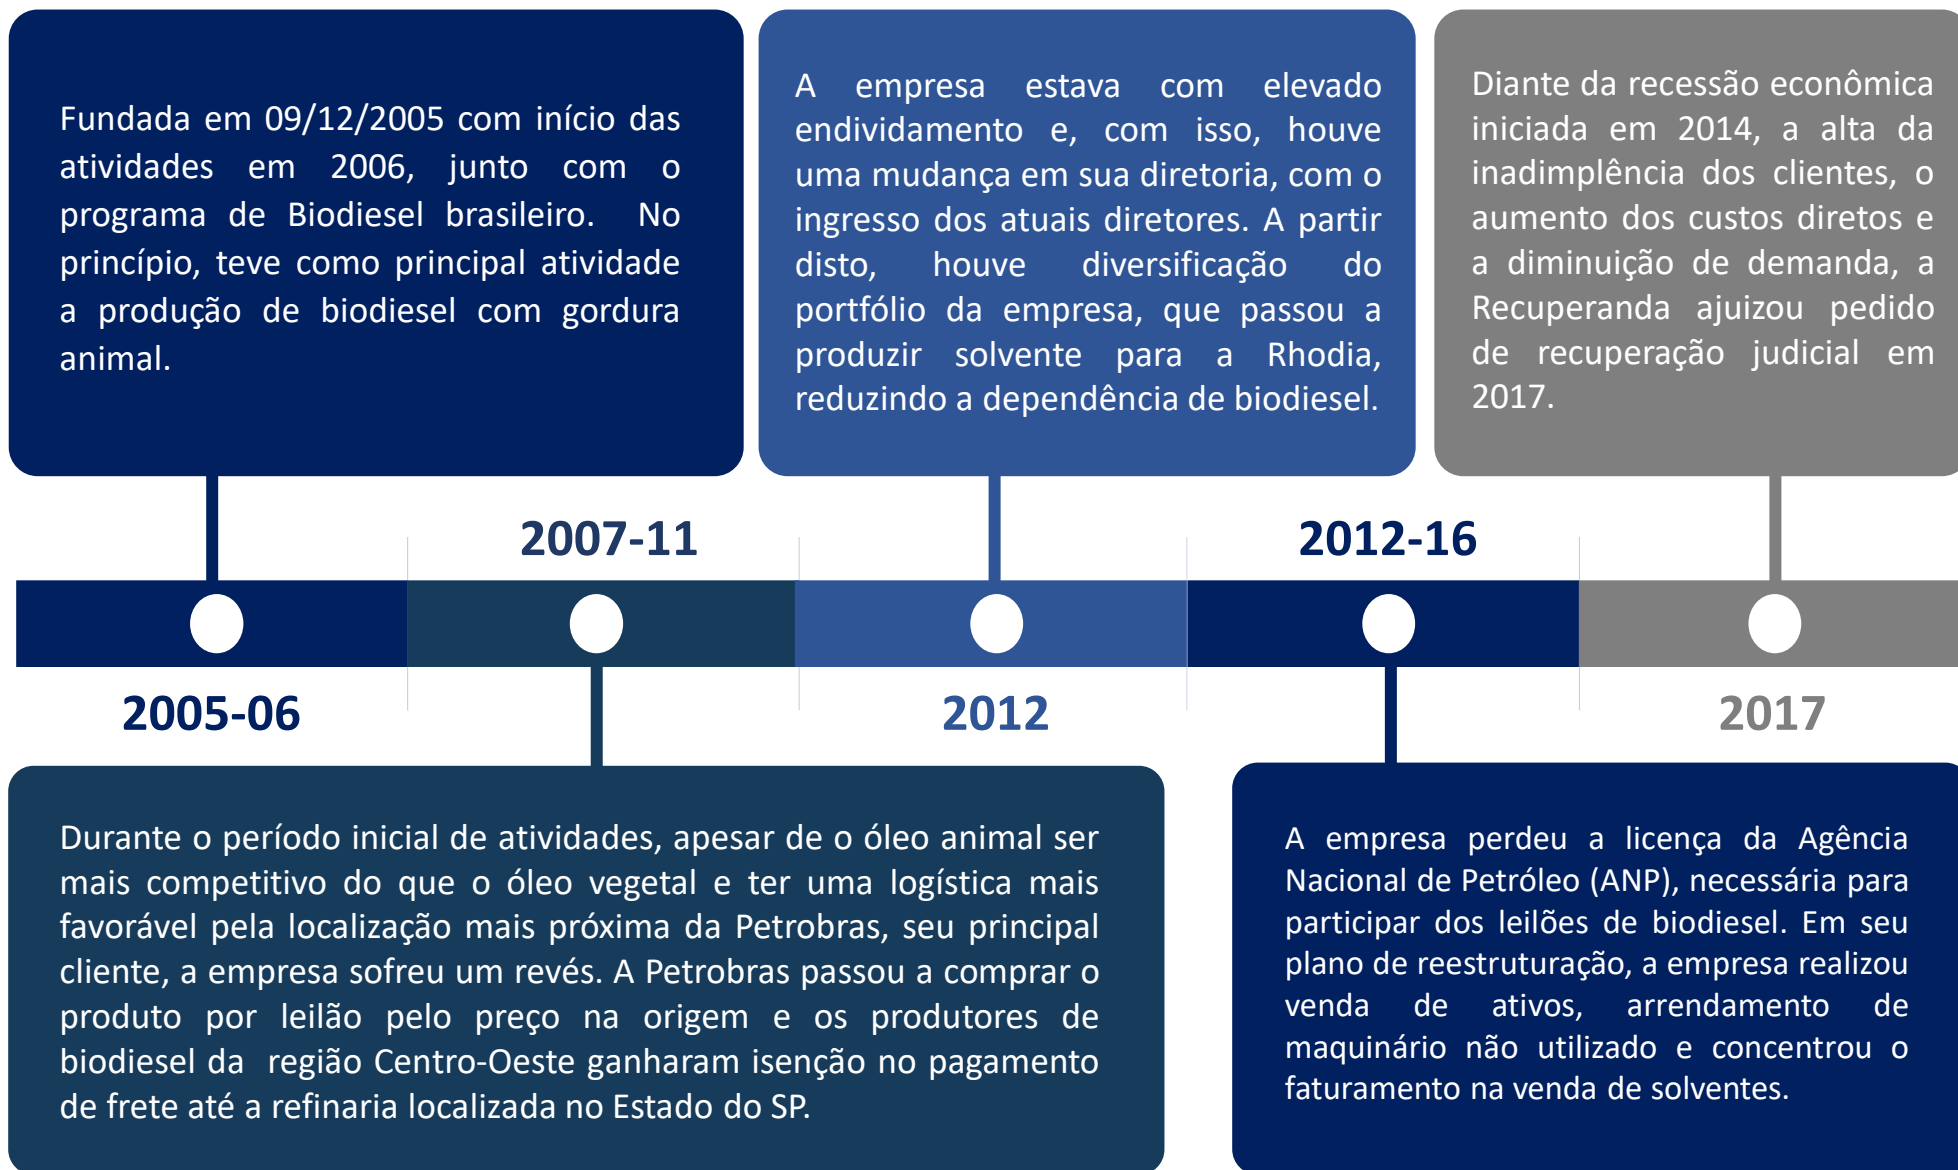 Fundada em 09/12/2005 com início das
atividades em 2006, junto com o
programa de Biodiesel brasileiro. No
princípio, teve como principal atividade
a produção de biodiesel com gordura
animal.
A empresa estava com elevado
endividamento e, com isso, houve
uma mudança em sua diretoria, com o
ingresso dos atuais diretores. A partir
disto, houve diversificação do
portfólio da empresa, que passou a
produzir solvente para a Rhodia,
reduzindo a dependência de biodiesel.
Diante da recessão econômica
iniciada em 2014, a alta da
inadimplência dos clientes, o
aumento dos custos diretos e
a diminuição de demanda, a
Recuperanda ajuizou pedido
de recuperação judicial em
2017.
2007-11
2012-16
2005-06
2012
2017
Durante o período inicial de atividades, apesar de o óleo animal ser
mais competitivo do que o óleo vegetal e ter uma logística mais
favorável pela localização mais próxima da Petrobras, seu principal
cliente, a empresa sofreu um revés. A Petrobras passou a comprar o
produto por leilão pelo preço na origem e os produtores de
biodiesel da região Centro-Oeste ganharam isenção no pagamento
de frete até a refinaria localizada no Estado do SP.
A empresa perdeu a licença da Agência
Nacional de Petróleo (ANP), necessária para
participar dos leilões de biodiesel. Em seu
plano de reestruturação, a empresa realizou
venda de ativos, arrendamento de
maquinário não utilizado e concentrou o
faturamento na venda de solventes.